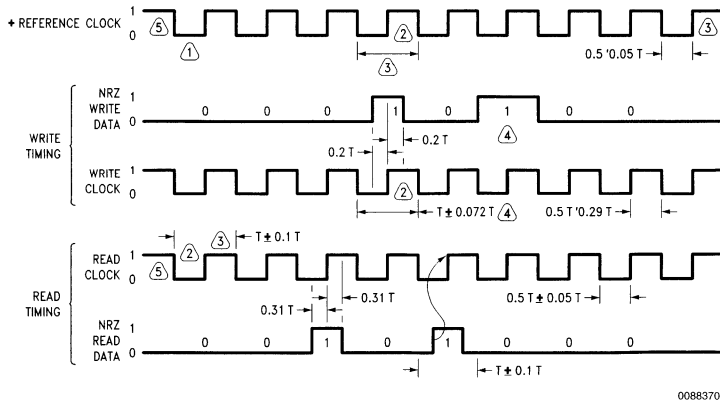 + REFERENCE CLOCK 1 0 5 1 2 3 0.5 '0.05 T 3
WRITE TIMING
NRZ WRITE DATA 1 0
0 0 0 1 0 1 0 0
4
0.2 T
0.2 T
WRITE CLOCK 1 0
2
T ± 0.072 T 4
0.5 T'0.29 T
READ TIMING
T ± 0.1 T
READ CLOCK 1 0
5 2 3
0.31 T
0.31 T
0.5 T ± 0.05 T
NRZ READ DATA 1 0
0 0 1 0 1 0 0 0
T ± 0.1 T
0088370